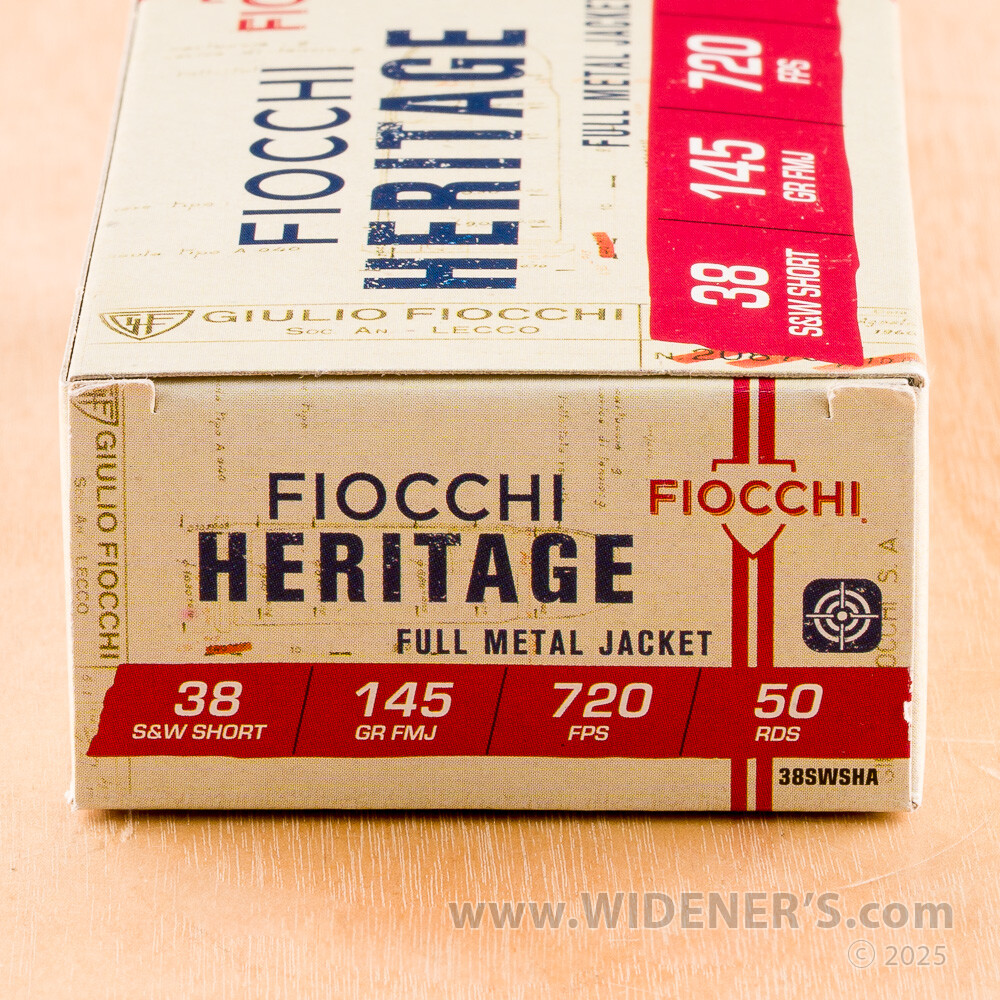 FIOCCHI
HERITAGE
FULL METAL JACKET
38
S&W SHORT
145
GR FMJ
720
FPS
GIULIO FIOCCHI
SOC AN - LECCO
GIULIO FIOCCHI
SOC AN - LECCO
FIOCCHI
HERITAGE
FULL METAL JACKET
FIOCCHI
38
S&W SHORT
145
GR FMJ
720
FPS
50
RDS
38SWSHA
www.WIDENER'S.com
© 2025